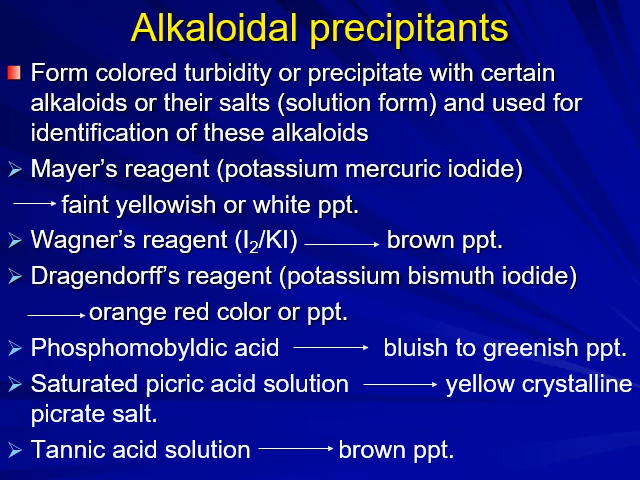 Alkaloidal precipitants
Form colored turbidity or precipitate with certain
alkaloids or their salts (solution form) and used for
identification of these alkaloids
Mayer's reagent (potassium mercuric iodide)
faint yellowish or white ppt.
Wagner's reagent (I₂/KI) brown ppt.
Dragendorff's reagent (potassium bismuth iodide)
orange red color or ppt.
Phosphomobyldic acid bluish to greenish ppt.
Saturated picric acid solution yellow crystalline
picrate salt.
Tannic acid solution brown ppt.